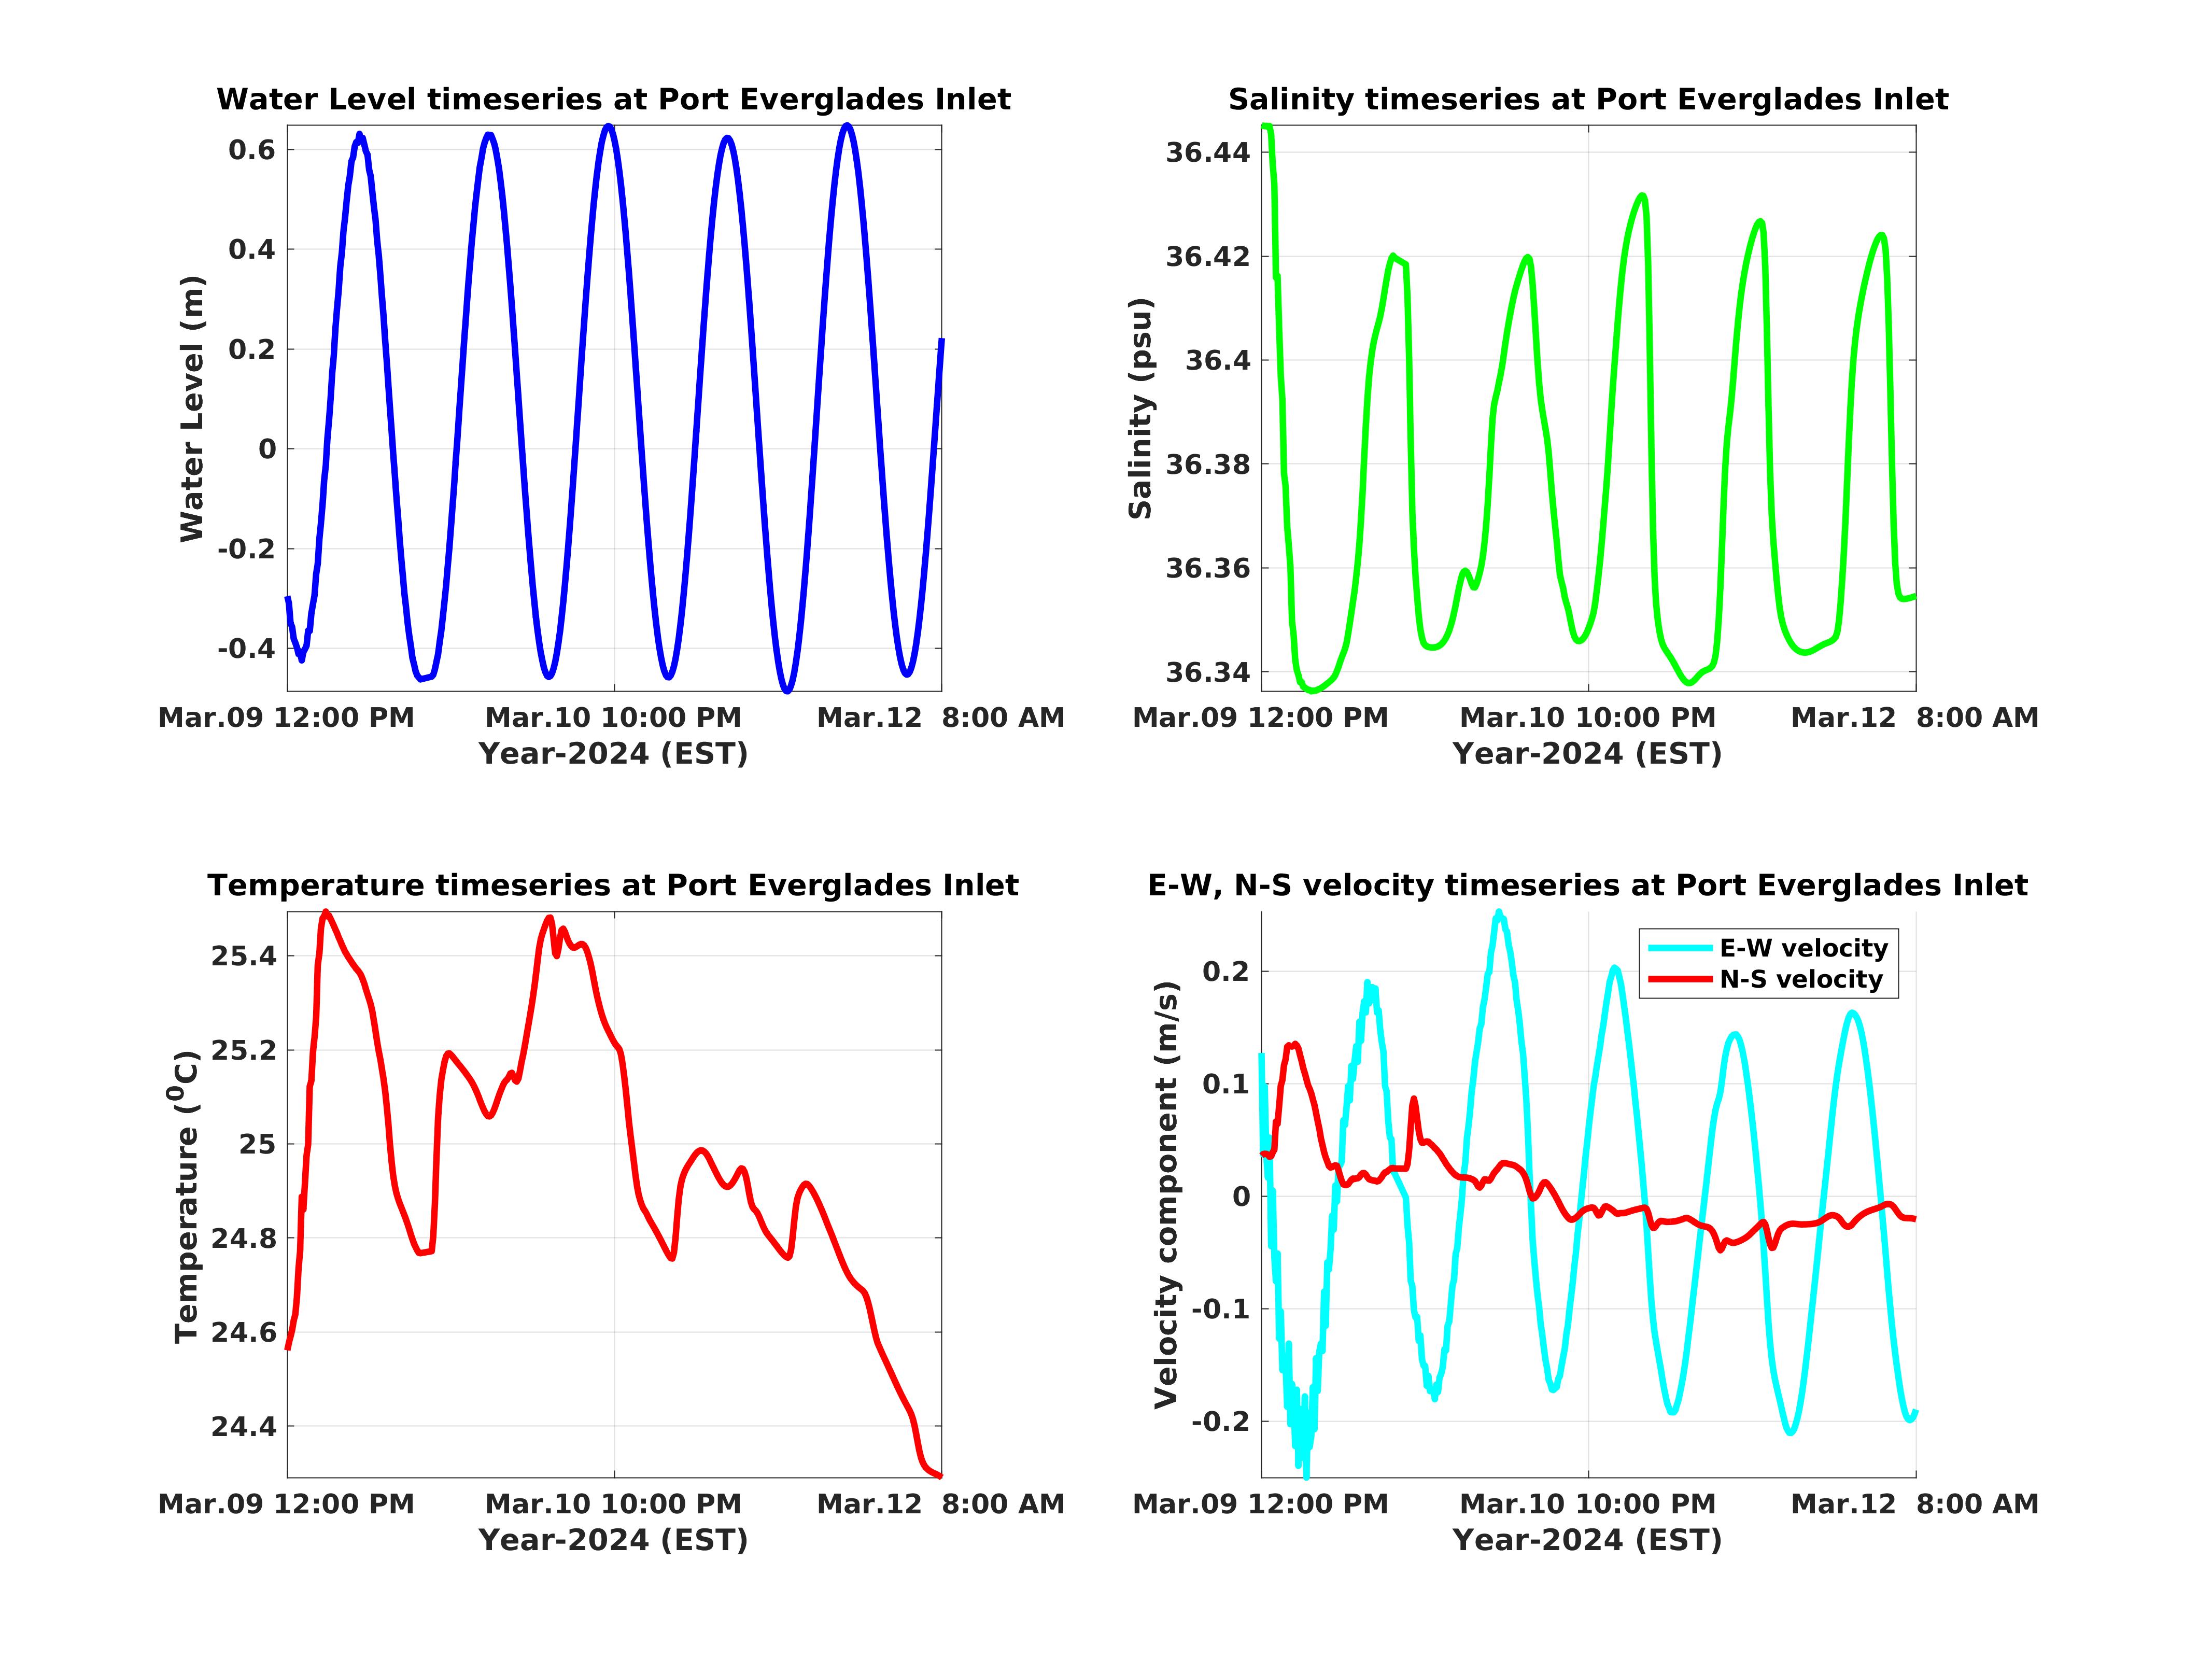 Water Level timeseries at Port Everglades Inlet
Water Level (m)
0.6
0.4
0.2
0
-0.2
-0.4
Mar.09 12:00 PM
Mar.10 10:00 PM
Mar.12 8:00 AM
Year-2024 (EST)
Salinity timeseries at Port Everglades Inlet
Salinity (psu)
36.44
36.42
36.4
36.38
36.36
36.34
Mar.09 12:00 PM
Mar.10 10:00 PM
Mar.12 8:00 AM
Year-2024 (EST)
Temperature timeseries at Port Everglades Inlet
Temperature (⁰C)
25.4
25.2
25
24.8
24.6
24.4
Mar.09 12:00 PM
Mar.10 10:00 PM
Mar.12 8:00 AM
Year-2024 (EST)
E-W, N-S velocity timeseries at Port Everglades Inlet
Velocity component (m/s)
0.2
0.1
0
-0.1
-0.2
E-W velocity
N-S velocity
Mar.09 12:00 PM
Mar.10 10:00 PM
Mar.12 8:00 AM
Year-2024 (EST)